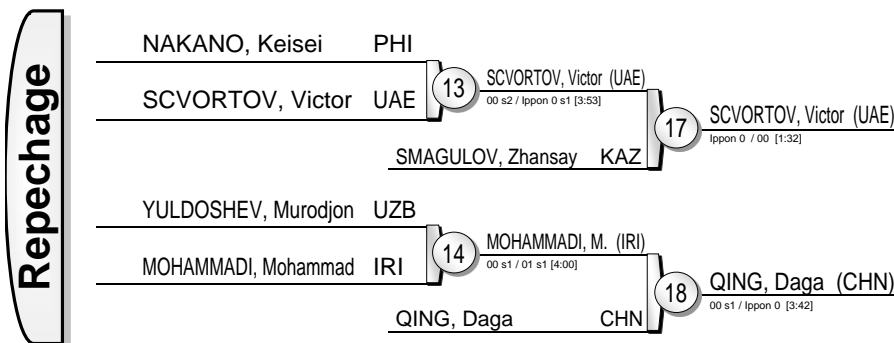 Repechage
NAKANO, Keisei PHI
SCVORTOV, Victor UAE
13
SCVORTOV, Victor (UAE)
00 s2 / Ippon 0 s1 [3:53]
SMAGULOV, Zhansay KAZ
17
SCVORTOV, Victor (UAE)
Ippon 0 / 00 [1:32]
YULDOSHEV, Murodjon UZB
MOHAMMADI, Mohammad IRI
14
MOHAMMADI, M. (IRI)
00 s1 / 01 s1 [4:00]
QING, Daga CHN
18
QING, Daga (CHN)
00 s1 / Ippon 0 [3:42]